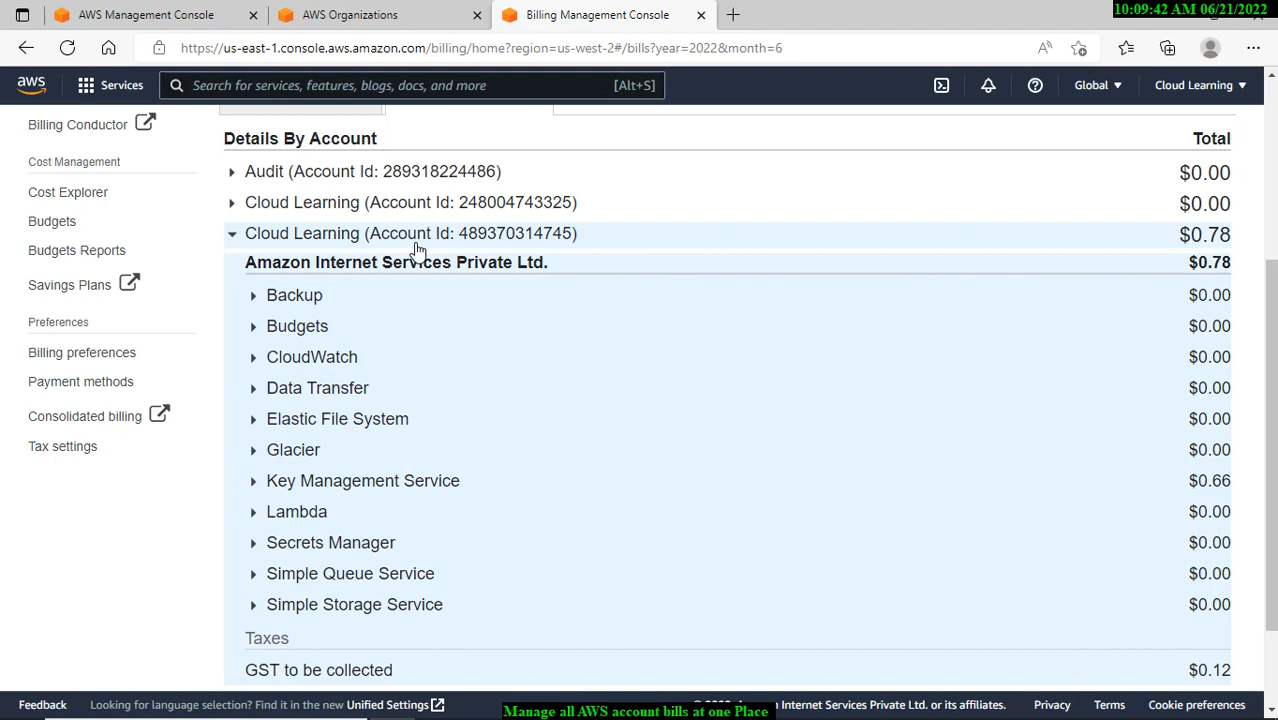 AWS Management Console
AWS Organizations
Billing Management Console
10:09:42 AM 06/21/2022
https://us-east-1.console.aws.amazon.com/billing/home?region=us-west-2#/bills?year=2022&month=6
aws
Services
Search for services, features, blogs, docs, and more
[Alt+S]
Global
Cloud Learning
Billing Conductor
Cost Management
Cost Explorer
Budgets
Budgets Reports
Savings Plans
Preferences
Billing preferences
Payment methods
Consolidated billing
Tax settings
Details By Account Total
Audit (Account Id: 289318224486) $0.00
Cloud Learning (Account Id: 248004743325) $0.00
Cloud Learning (Account Id: 489370314745) $0.78
Amazon Internet Services Private Ltd. $0.78
Backup $0.00
Budgets $0.00
CloudWatch $0.00
Data Transfer $0.00
Elastic File System $0.00
Glacier $0.00
Key Management Service $0.66
Lambda $0.00
Secrets Manager $0.00
Simple Queue Service $0.00
Simple Storage Service $0.00
Taxes
GST to be collected $0.12
Feedback
Looking for language selection? Find it in the new Unified Settings
Internet Services Private Ltd. or its affiliates.
Privacy
Terms
Cookie preferences
Manage all AWS account bills at one Place